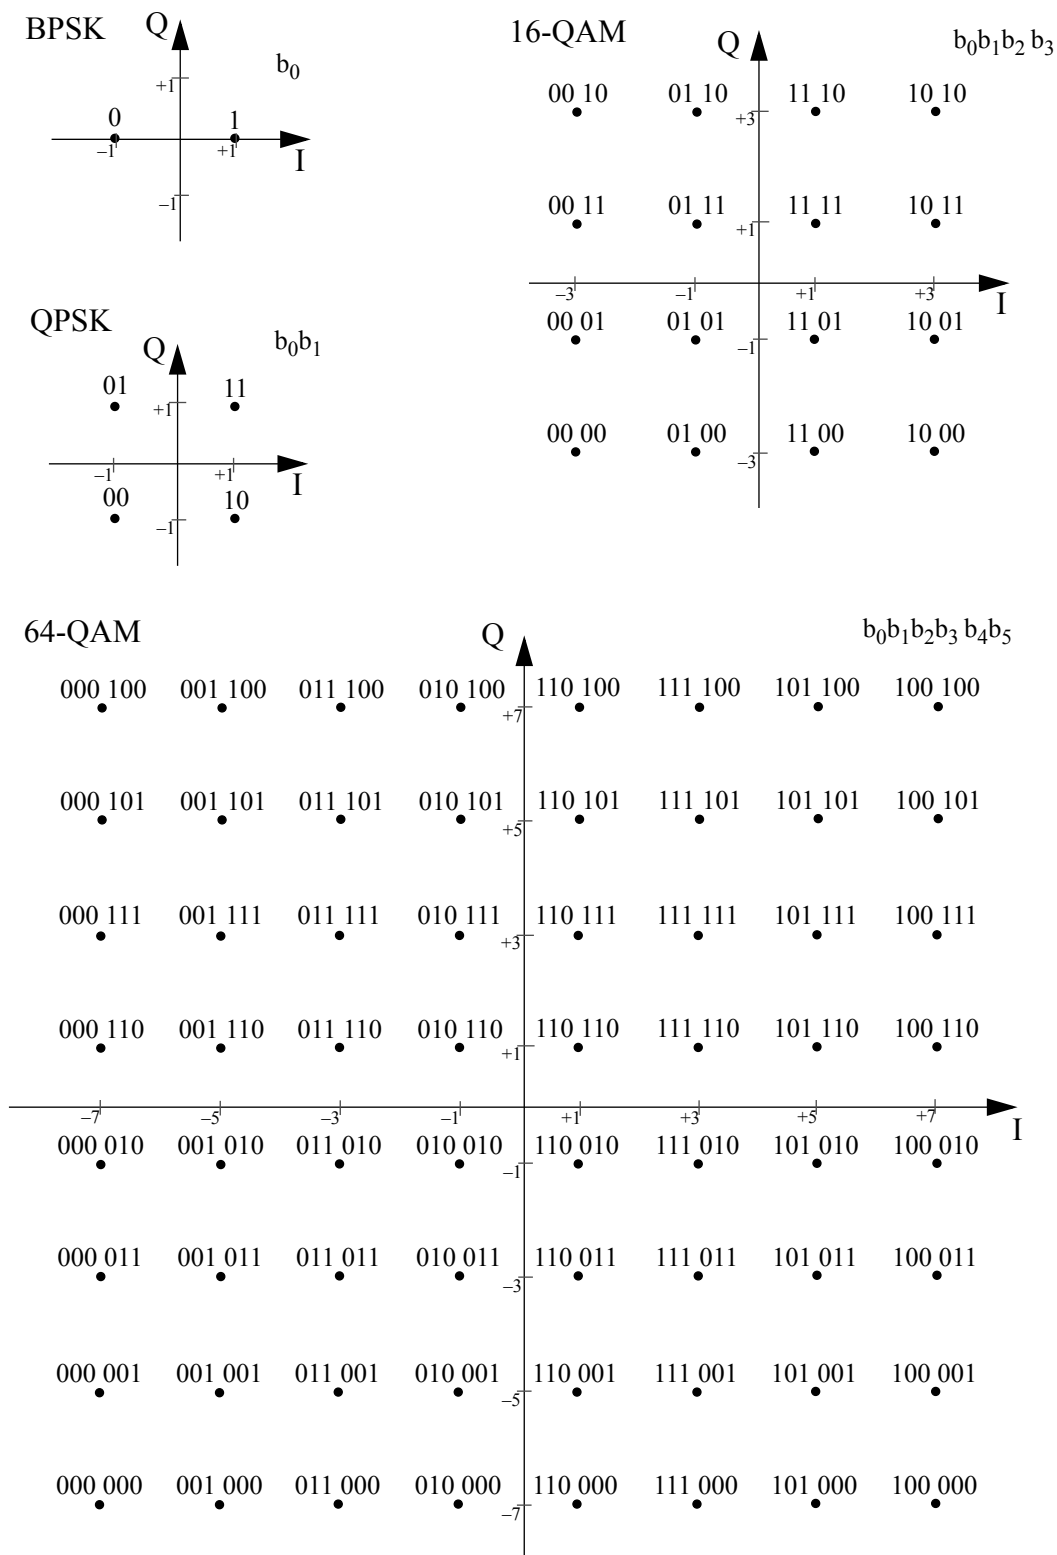 BPSK
Q
b0
+1
0 1
−1 +1
I
−1
16-QAM
Q
b0b1b2 b3
00 10 01 10 11 10 10 10
+3
00 11 01 11 11 11 10 11
+1
−3 −1 +1 +3
I
00 01 01 01 11 01 10 01
−1
00 00 01 00 11 00 10 00
−3
QPSK
Q
b0b1
01 11
+1
−1 +1
I
00 10
−1
64-QAM
Q
b0b1b2b3 b4b5
000 100 001 100 011 100 010 100 110 100 111 100 101 100 100 100
+7
000 101 001 101 011 101 010 101 110 101 111 101 101 101 100 101
+5
000 111 001 111 011 111 010 111 110 111 111 111 101 111 100 111
+3
000 110 001 110 011 110 010 110 110 110 111 110 101 110 100 110
+1
−7 −5 −3 −1 +1 +3 +5 +7
I
000 010 001 010 011 010 010 010 110 010 111 010 101 010 100 010
−1
000 011 001 011 011 011 010 011 110 011 111 011 101 011 100 011
−3
000 001 001 001 011 001 010 001 110 001 111 001 101 001 100 001
−5
000 000 001 000 011 000 010 000 110 000 111 000 101 000 100 000
−7